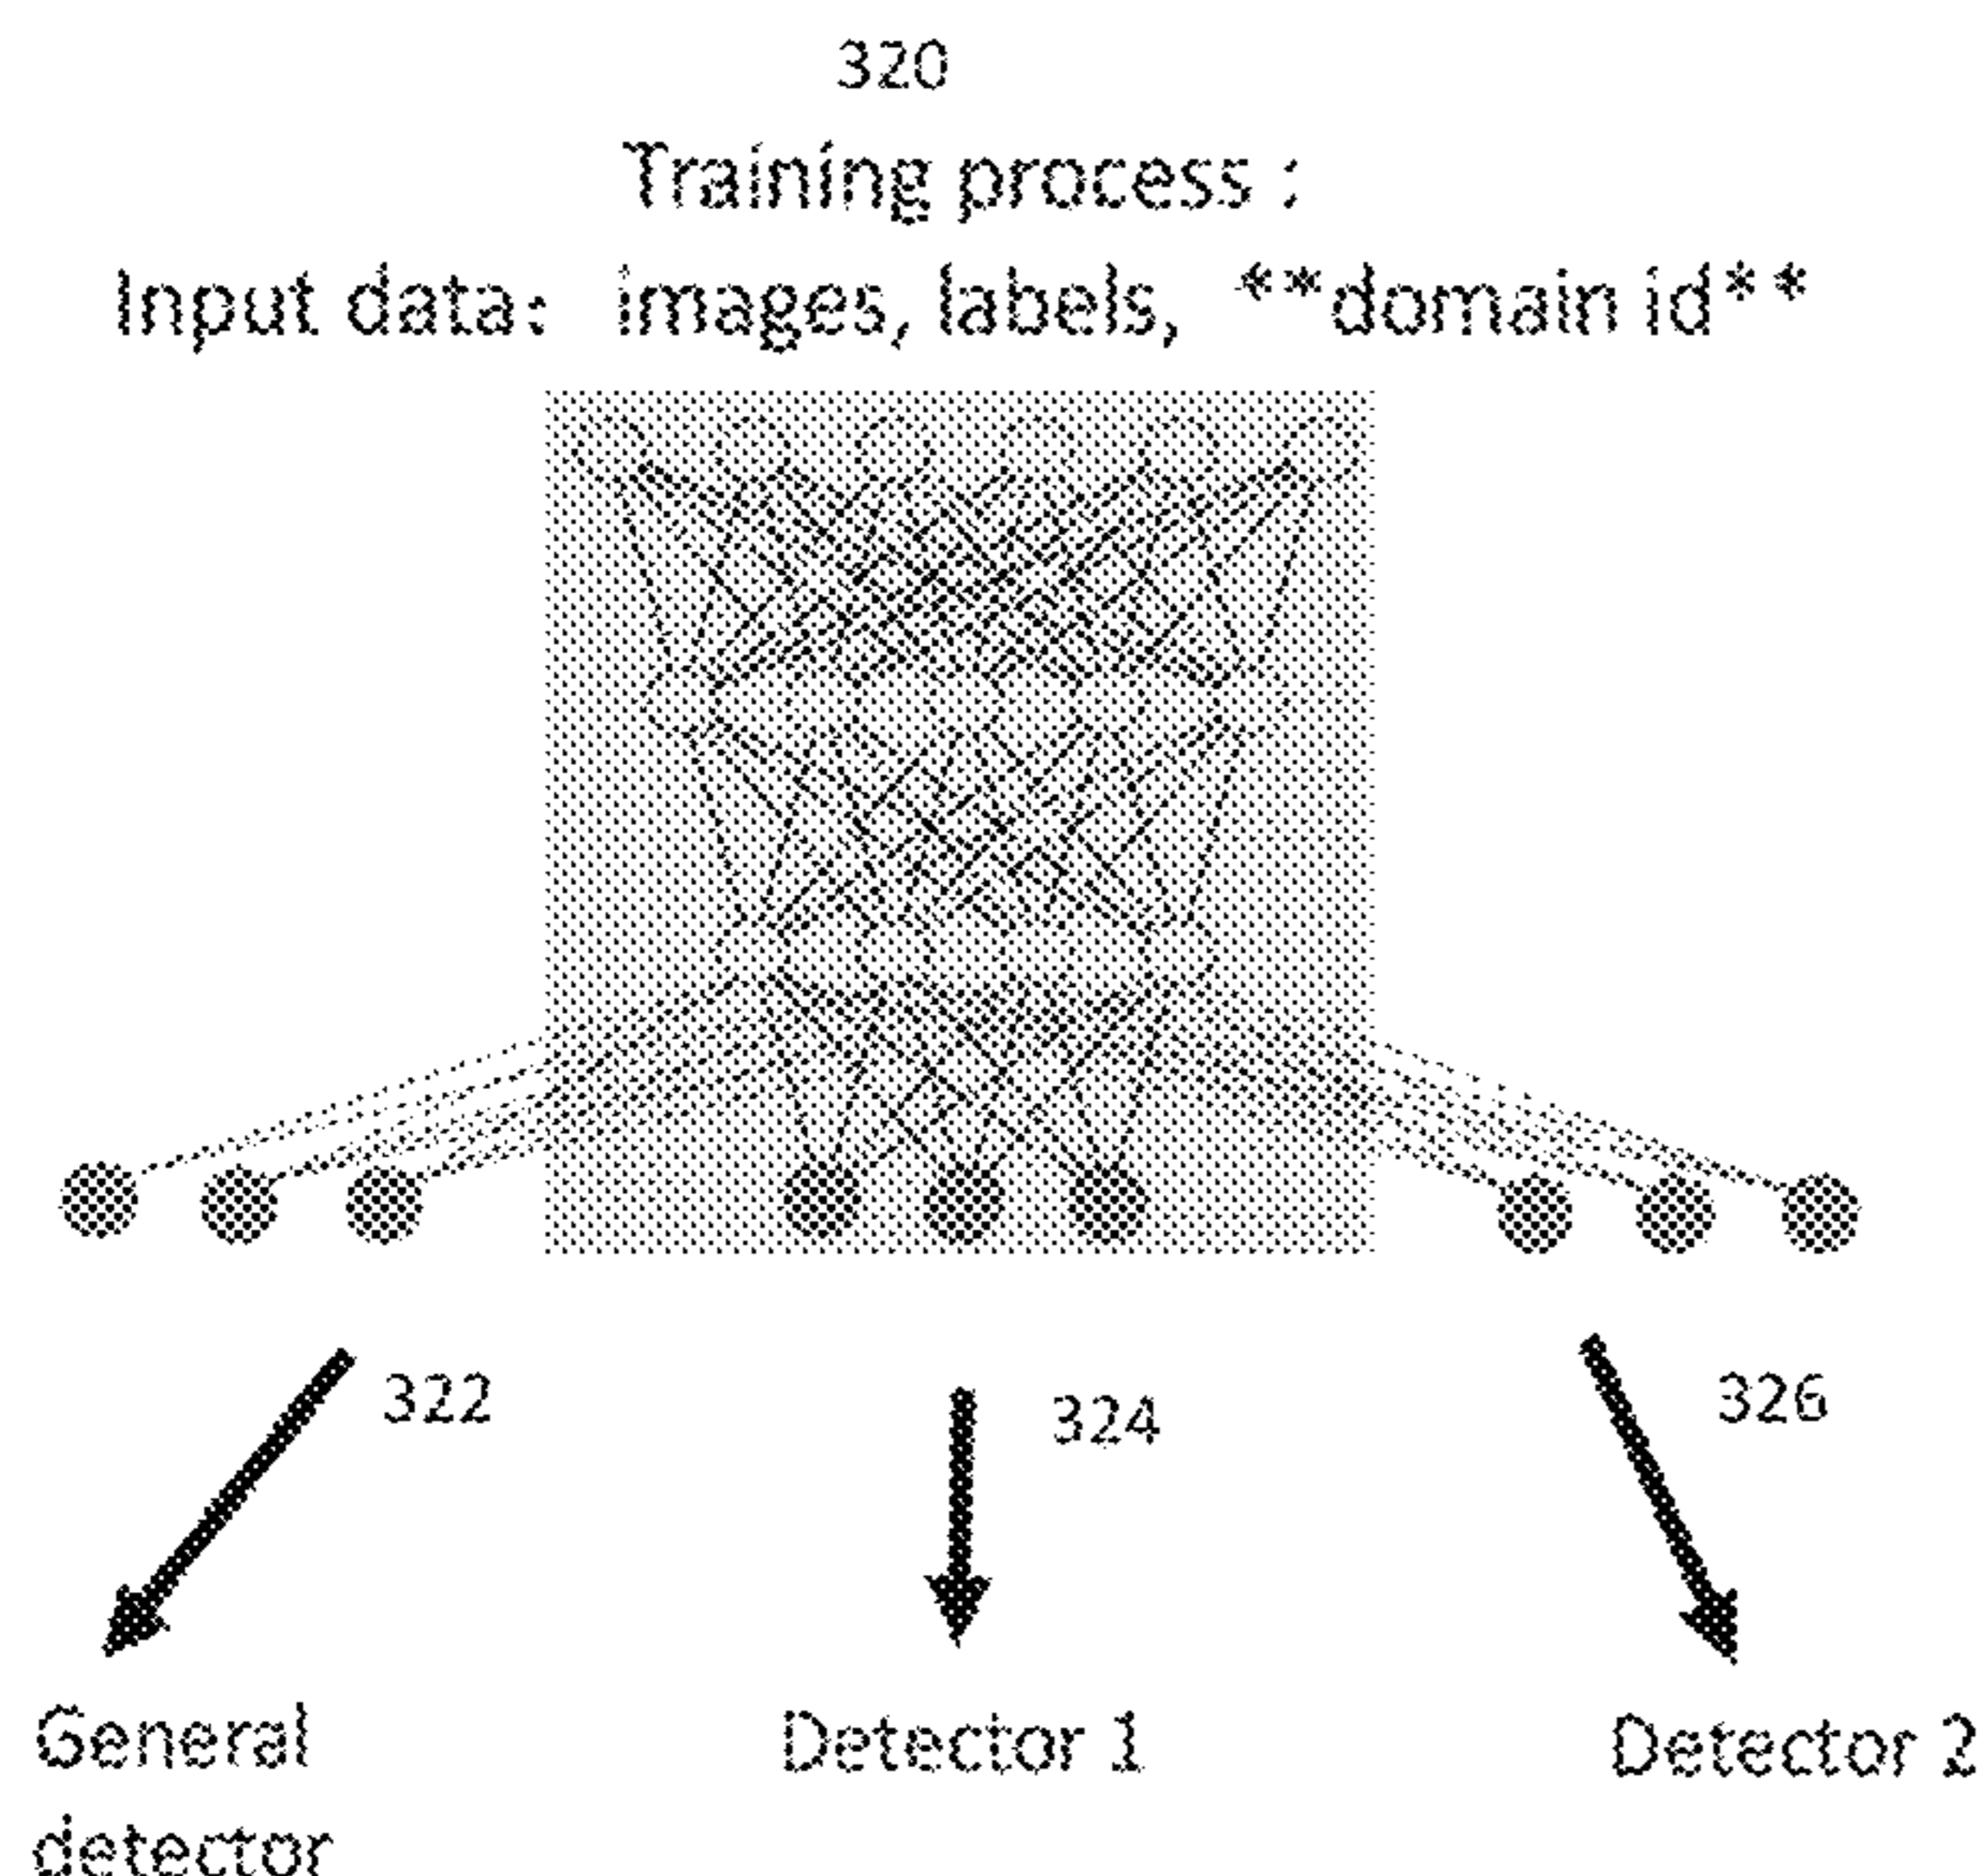 320
Training process :
Input data: images, labels, **domain id**
322
324
326
General
detector
Detector 1
Detector 2